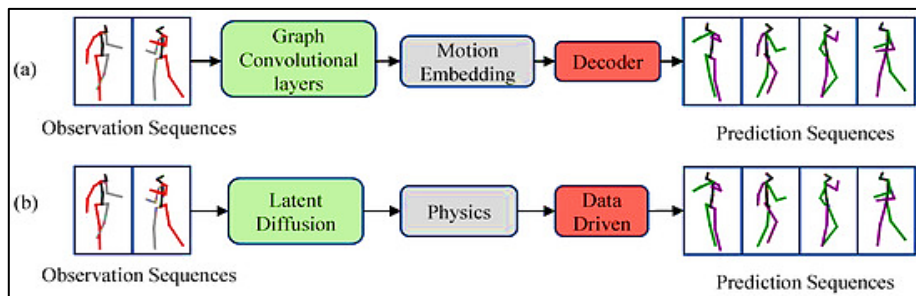 (a)
Graph
Convolutional
layers
Motion
Embedding
Decoder
Observation Sequences
Prediction Sequences
(b)
Latent
Diffusion
Physics
Data
Driven
Observation Sequences
Prediction Sequences